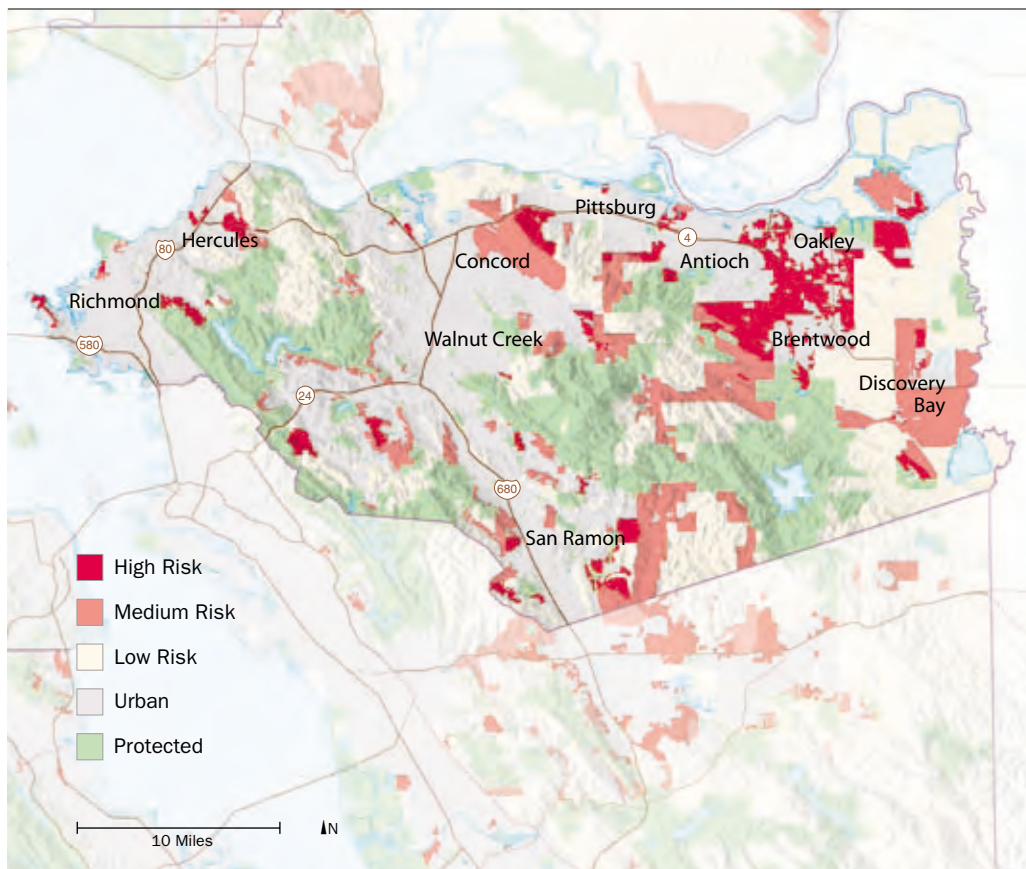 Pittsburg
4
Hercules
80
Oakley
Antioch
Concord
Richmond
580
Walnut Creek
Brentwood
Discovery
Bay
24
680
San Ramon
High Risk
Medium Risk
Low Risk
Urban
Protected
10 Miles
N